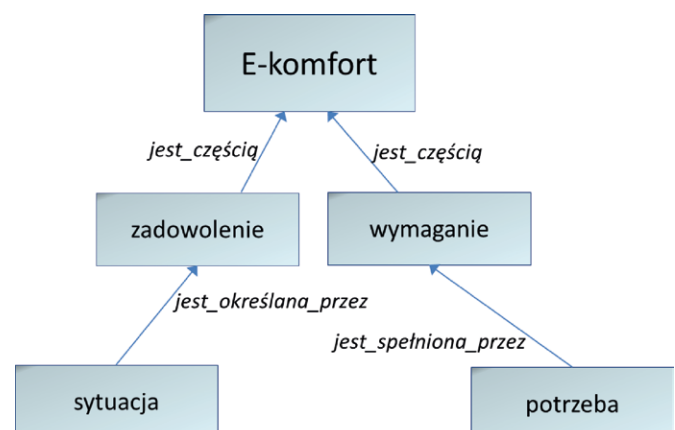 E-komfort
jest_częścią
jest_częścią
zadowolenie
wymaganie
jest_określana_przez
jest_spełniona_przez
sytuacja
potrzeba